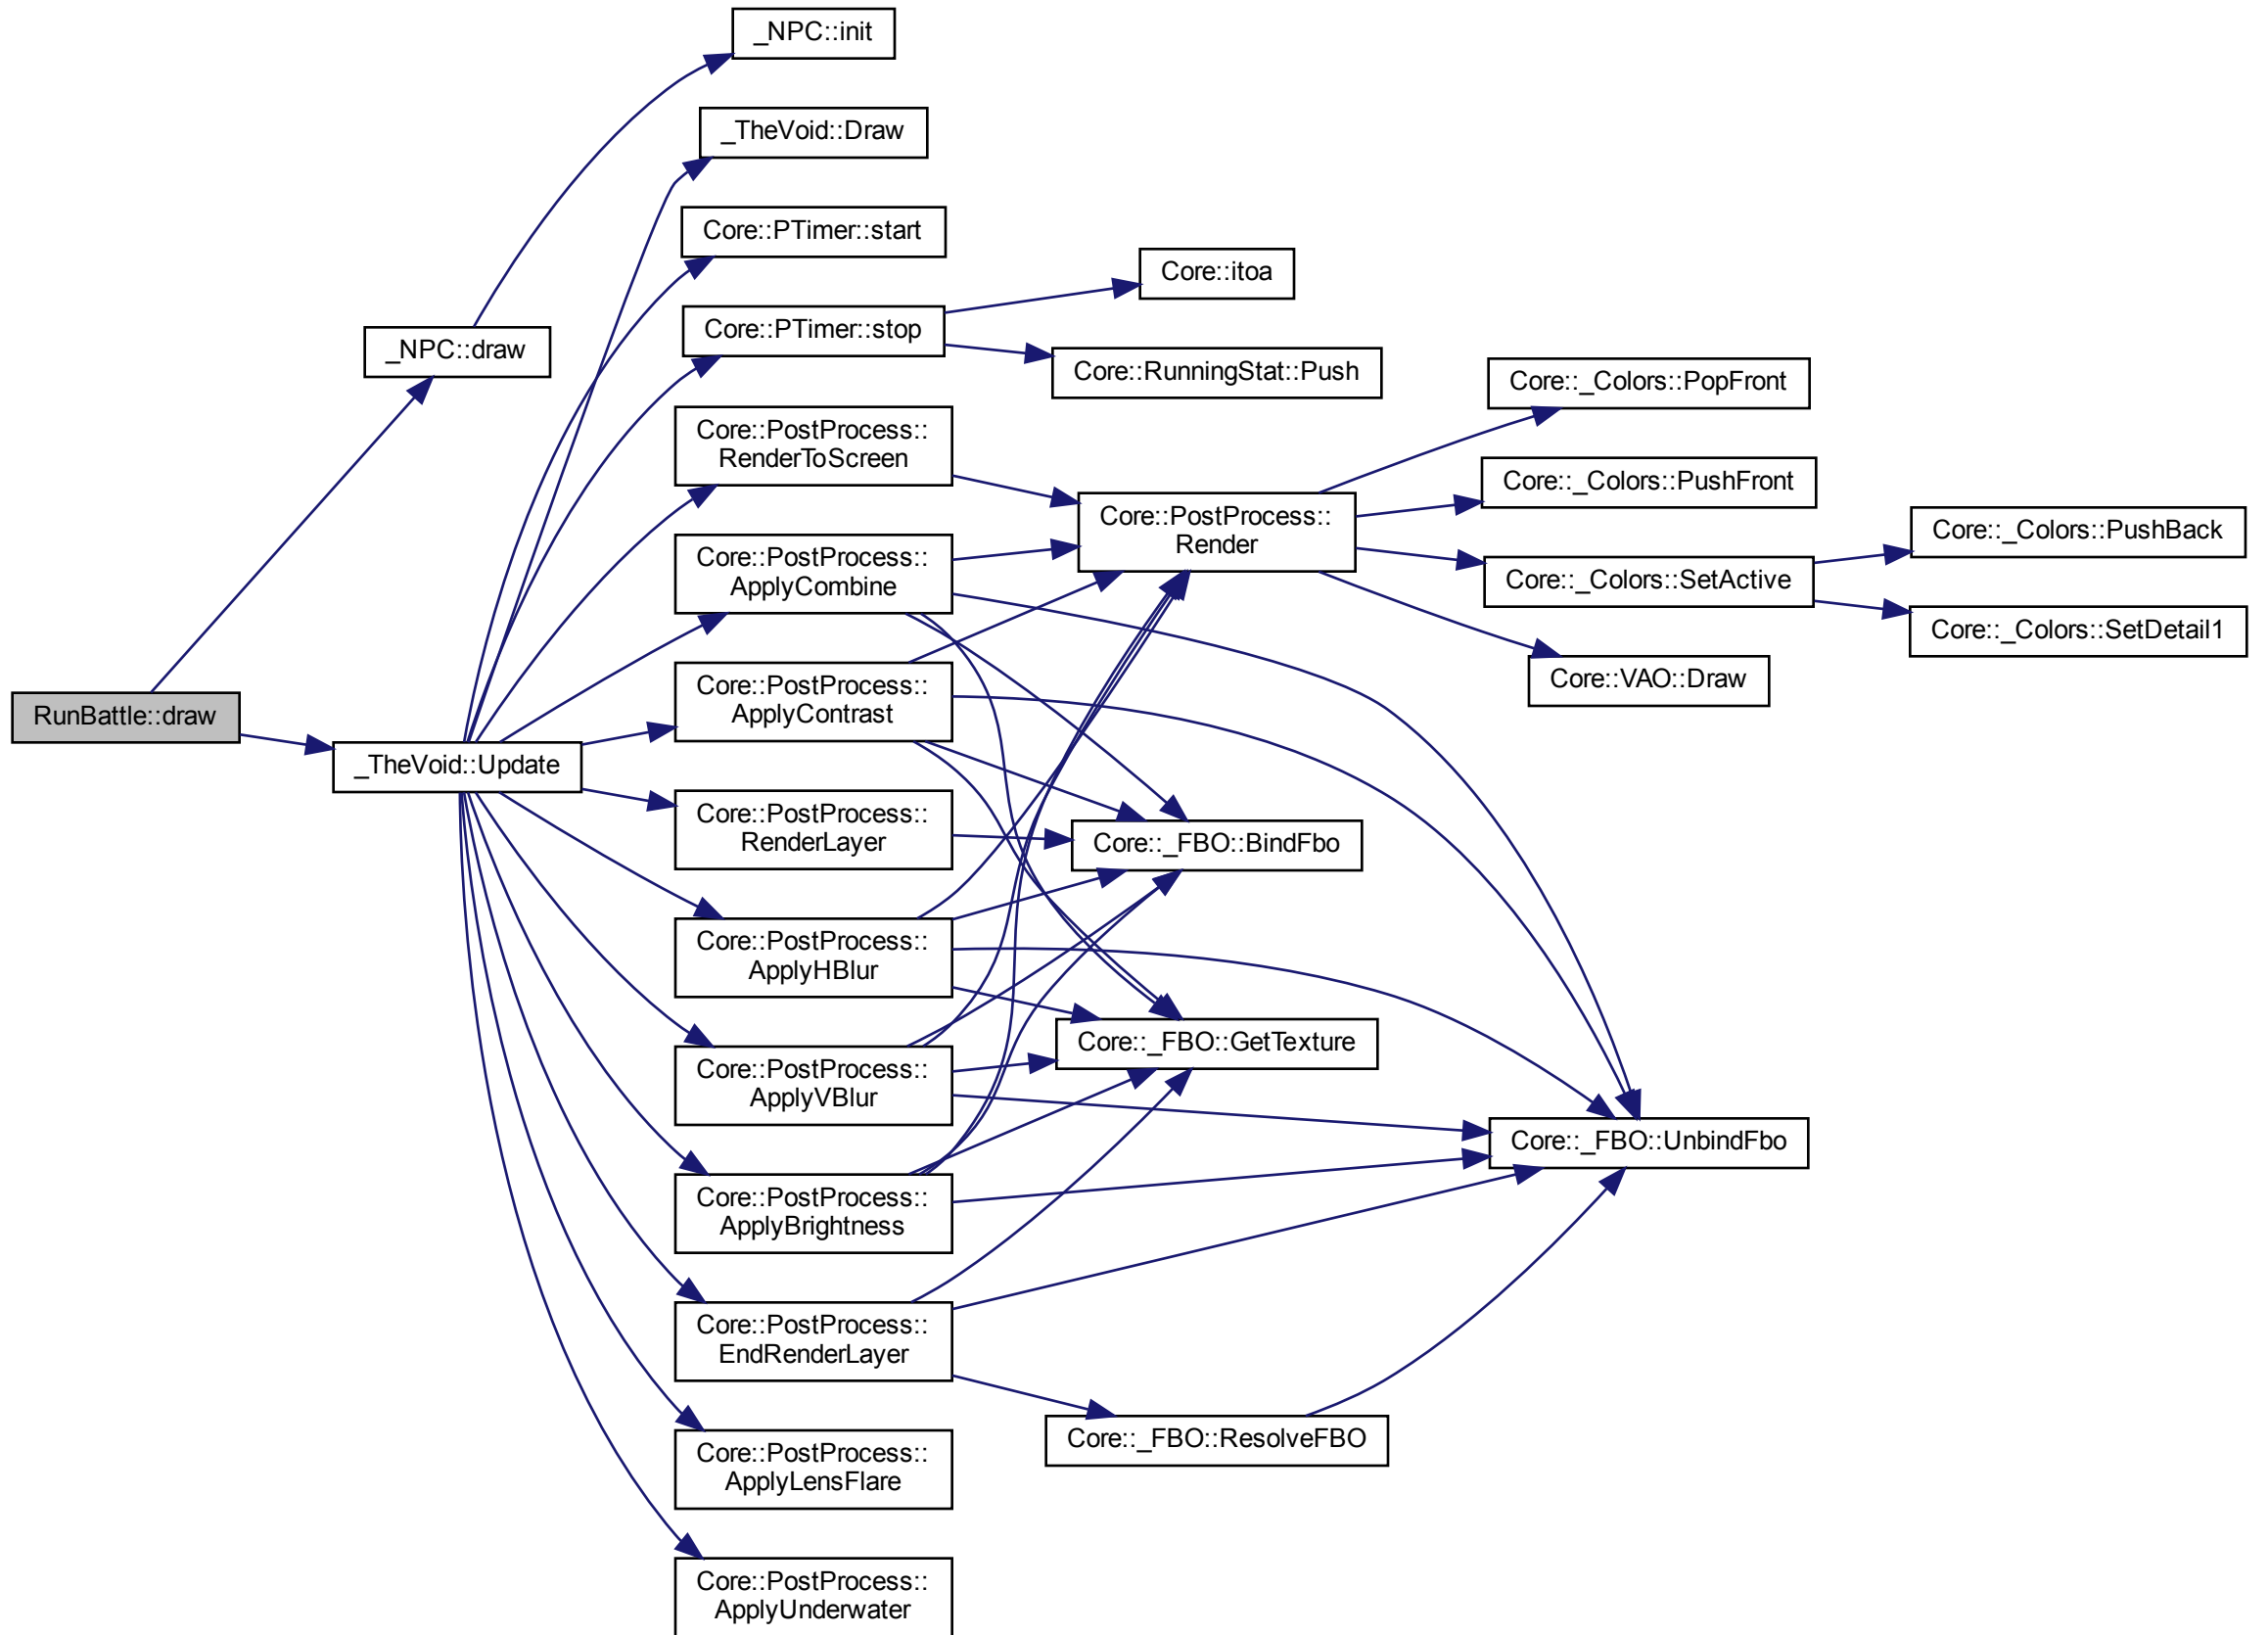 _NPC::init
_TheVoid::Draw
Core::PTimer::start
Core::itoa
Core::PTimer::stop
_NPC::draw
Core::RunningStat::Push
Core::_Colors::PopFront
Core::PostProcess::
RenderToScreen
Core::_Colors::PushFront
Core::PostProcess::
Render
Core::_Colors::PushBack
Core::PostProcess::
ApplyCombine
Core::_Colors::SetActive
Core::_Colors::SetDetail1
Core::PostProcess::
ApplyContrast
Core::VAO::Draw
RunBattle::draw
_TheVoid::Update
Core::PostProcess::
RenderLayer
Core::_FBO::BindFbo
Core::PostProcess::
ApplyHBlur
Core::_FBO::GetTexture
Core::PostProcess::
ApplyVBlur
Core::_FBO::UnbindFbo
Core::PostProcess::
ApplyBrightness
Core::PostProcess::
EndRenderLayer
Core::_FBO::ResolveFBO
Core::PostProcess::
ApplyLensFlare
Core::PostProcess::
ApplyUnderwater